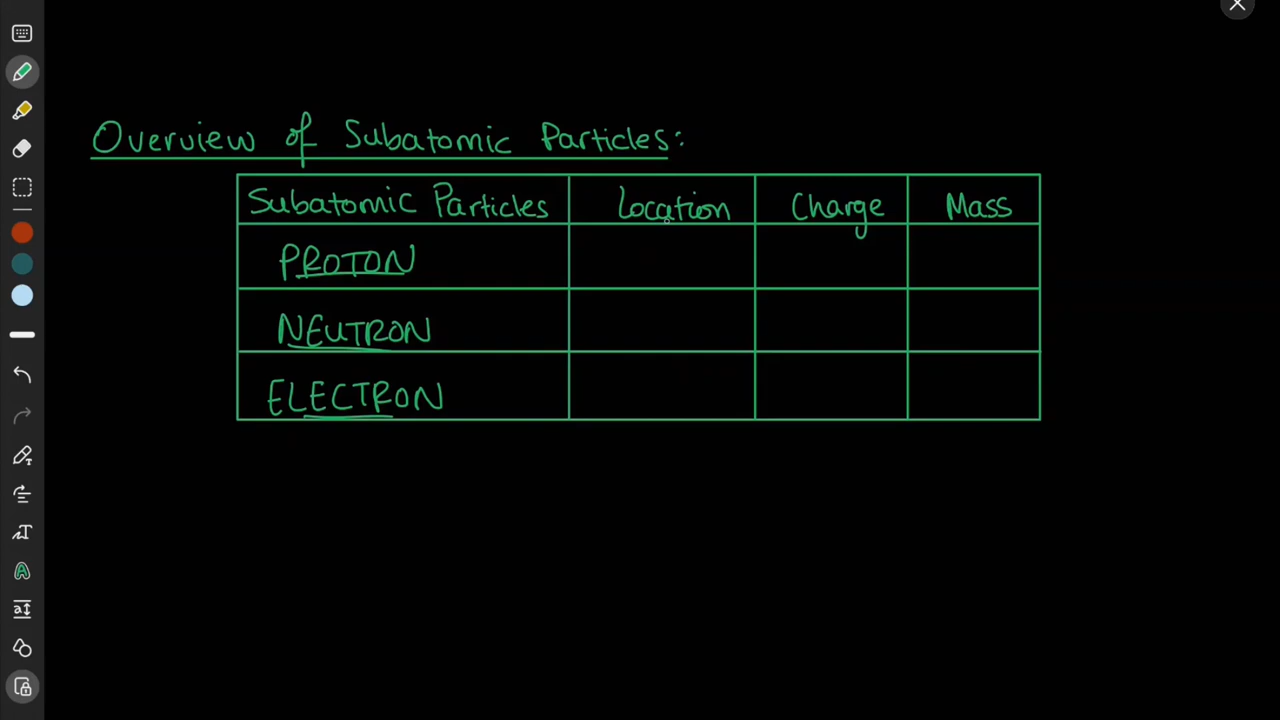 Overview of Subatomic Particles:
Subatomic Particles Location Charge Mass
PROTON
NEUTRON
ELECTRON